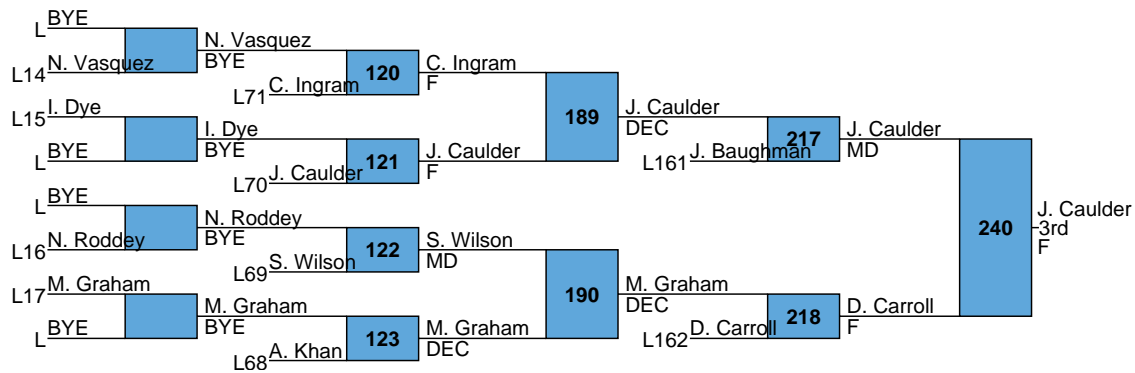 L BYE
L14 N. Vasquez
N. Vasquez
BYE
L15 I. Dye
L BYE
I. Dye
BYE
L BYE
L16 N. Roddey
N. Roddey
BYE
L17 M. Graham
L BYE
M. Graham
BYE
L71 C. Ingram
120
C. Ingram
F
L70 J. Caulder
121
J. Caulder
F
L69 S. Wilson
122
S. Wilson
MD
L68 A. Khan
123
M. Graham
DEC
189
J. Caulder
DEC
190
M. Graham
DEC
L161 J. Baughman
217
J. Caulder
MD
L162 D. Carroll
218
D. Carroll
F
240
J. Caulder
3rd
F